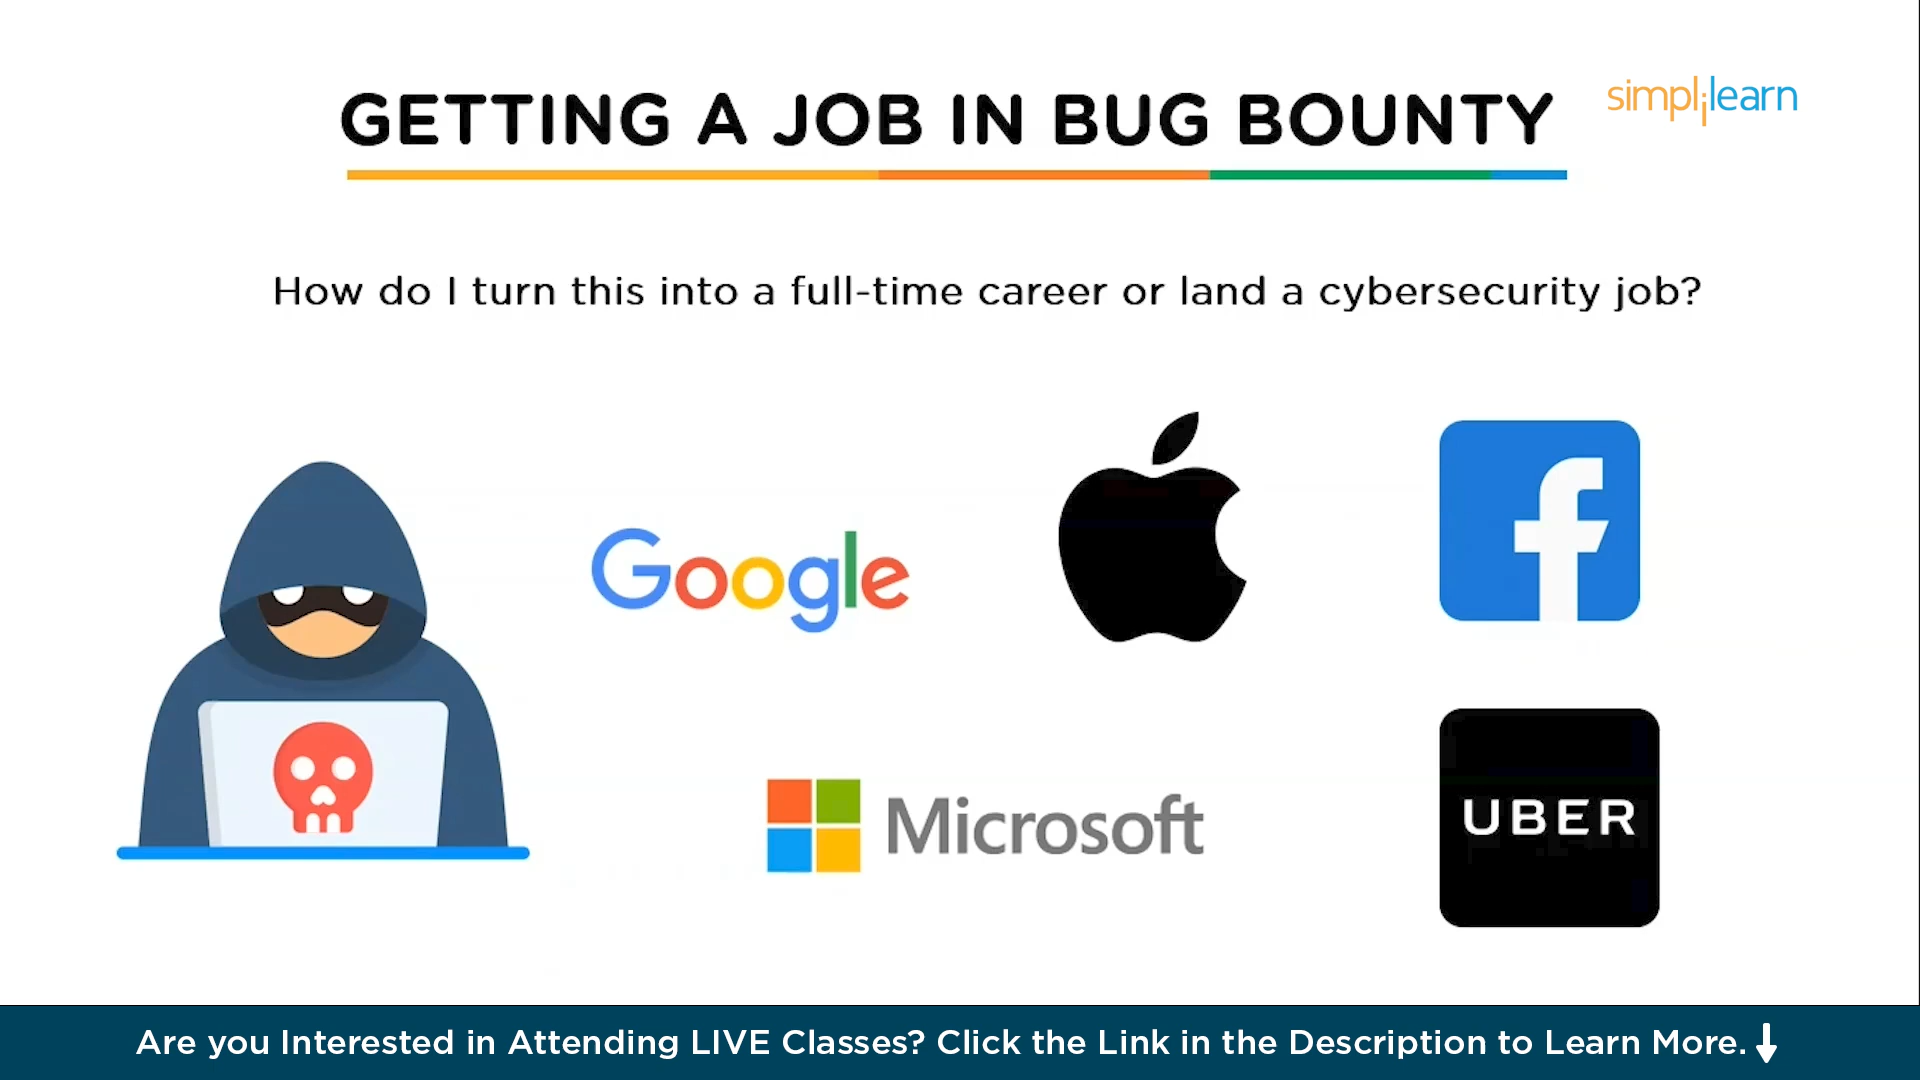 GETTING A JOB IN BUG BOUNTY
simplilearn
How do I turn this into a full-time career or land a cybersecurity job?
Google
Microsoft
UBER
Are you Interested in Attending LIVE Classes? Click the Link in the Description to Learn More.